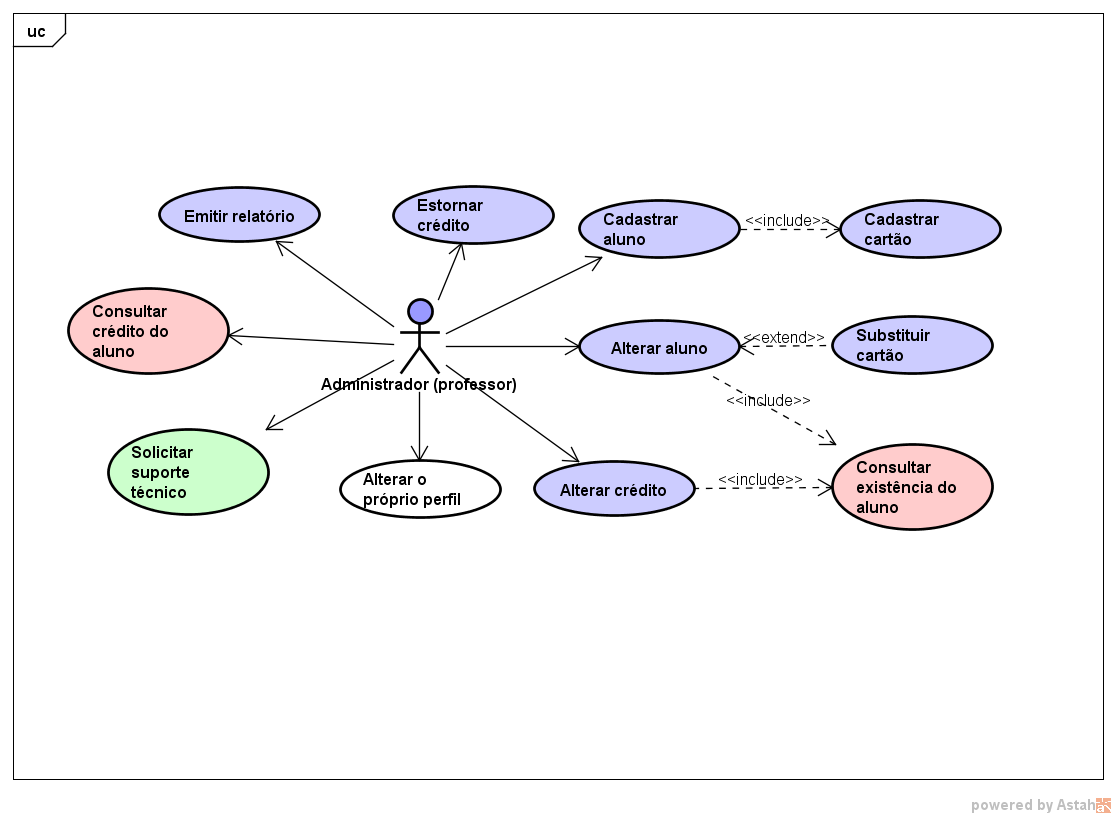 uc
Emitir relatório
Estornar
crédito
Cadastrar
aluno
<<include>>
Cadastrar
cartão
Consultar
crédito do
aluno
Administrador (professor)
Alterar aluno
<<extend>>
Substituir
cartão
<<include>>
Solicitar
suporte
técnico
Alterar o
próprio perfil
Alterar crédito
<<include>>
Consultar
existência do
aluno
powered by Astah